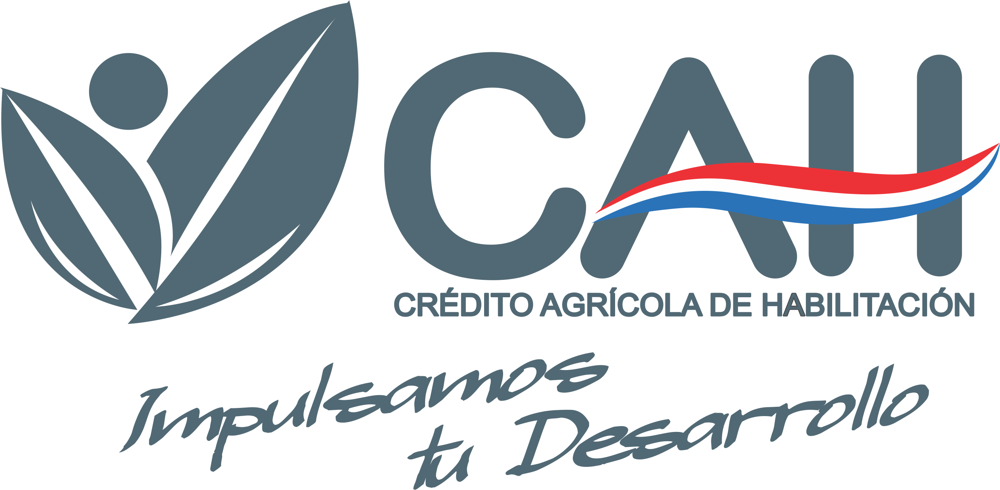 CAH
CRÉDITO AGRÍCOLA DE HABILITACIÓN
Impulsamos
tu Desarrollo